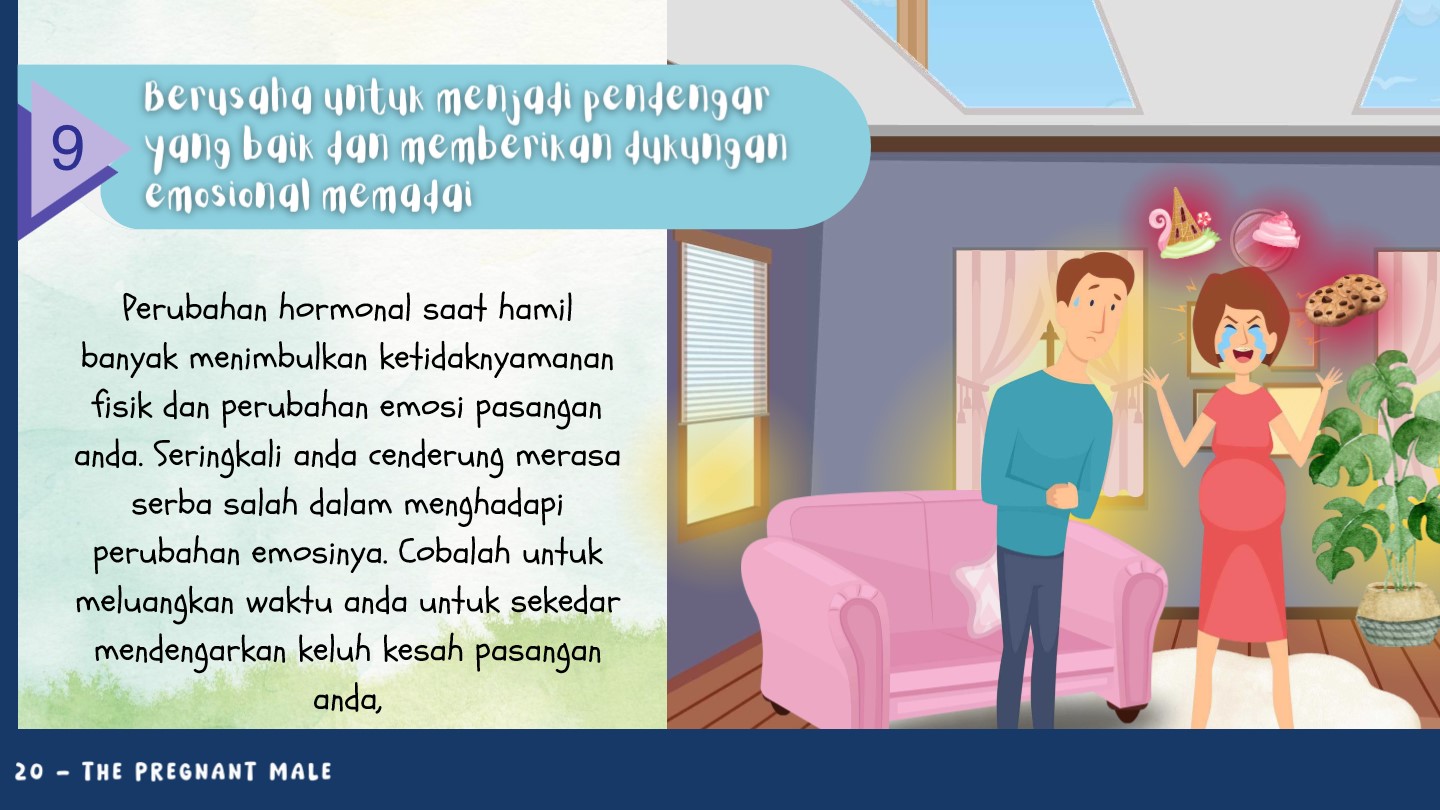 9
Berusaha untuk menjadi pendengar
yang baik dan memberikan dukungan
emosional memadai
Perubahan hormonal saat hamil
banyak menimbulkan ketidaknyamanan
fisik dan perubahan emosi pasangan
anda. Seringkali anda cenderung merasa
serba salah dalam menghadapi
perubahan emosinya. Cobalah untuk
meluangkan waktu anda untuk sekedar
mendengarkan keluh kesah pasangan
anda,
20 - THE PREGNANT MALE